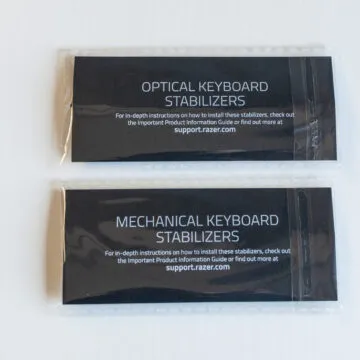 OPTICAL KEYBOARD
STABILIZERS
For in-depth instructions on how to install these stabilizers, check out
the Important Product Information Guide or find out more at
support.razer.com
MECHANICAL KEYBOARD
STABILIZERS
For in-depth instructions on how to install these stabilizers, check out
the Important Product Information Guide or find out more at
support.razer.com